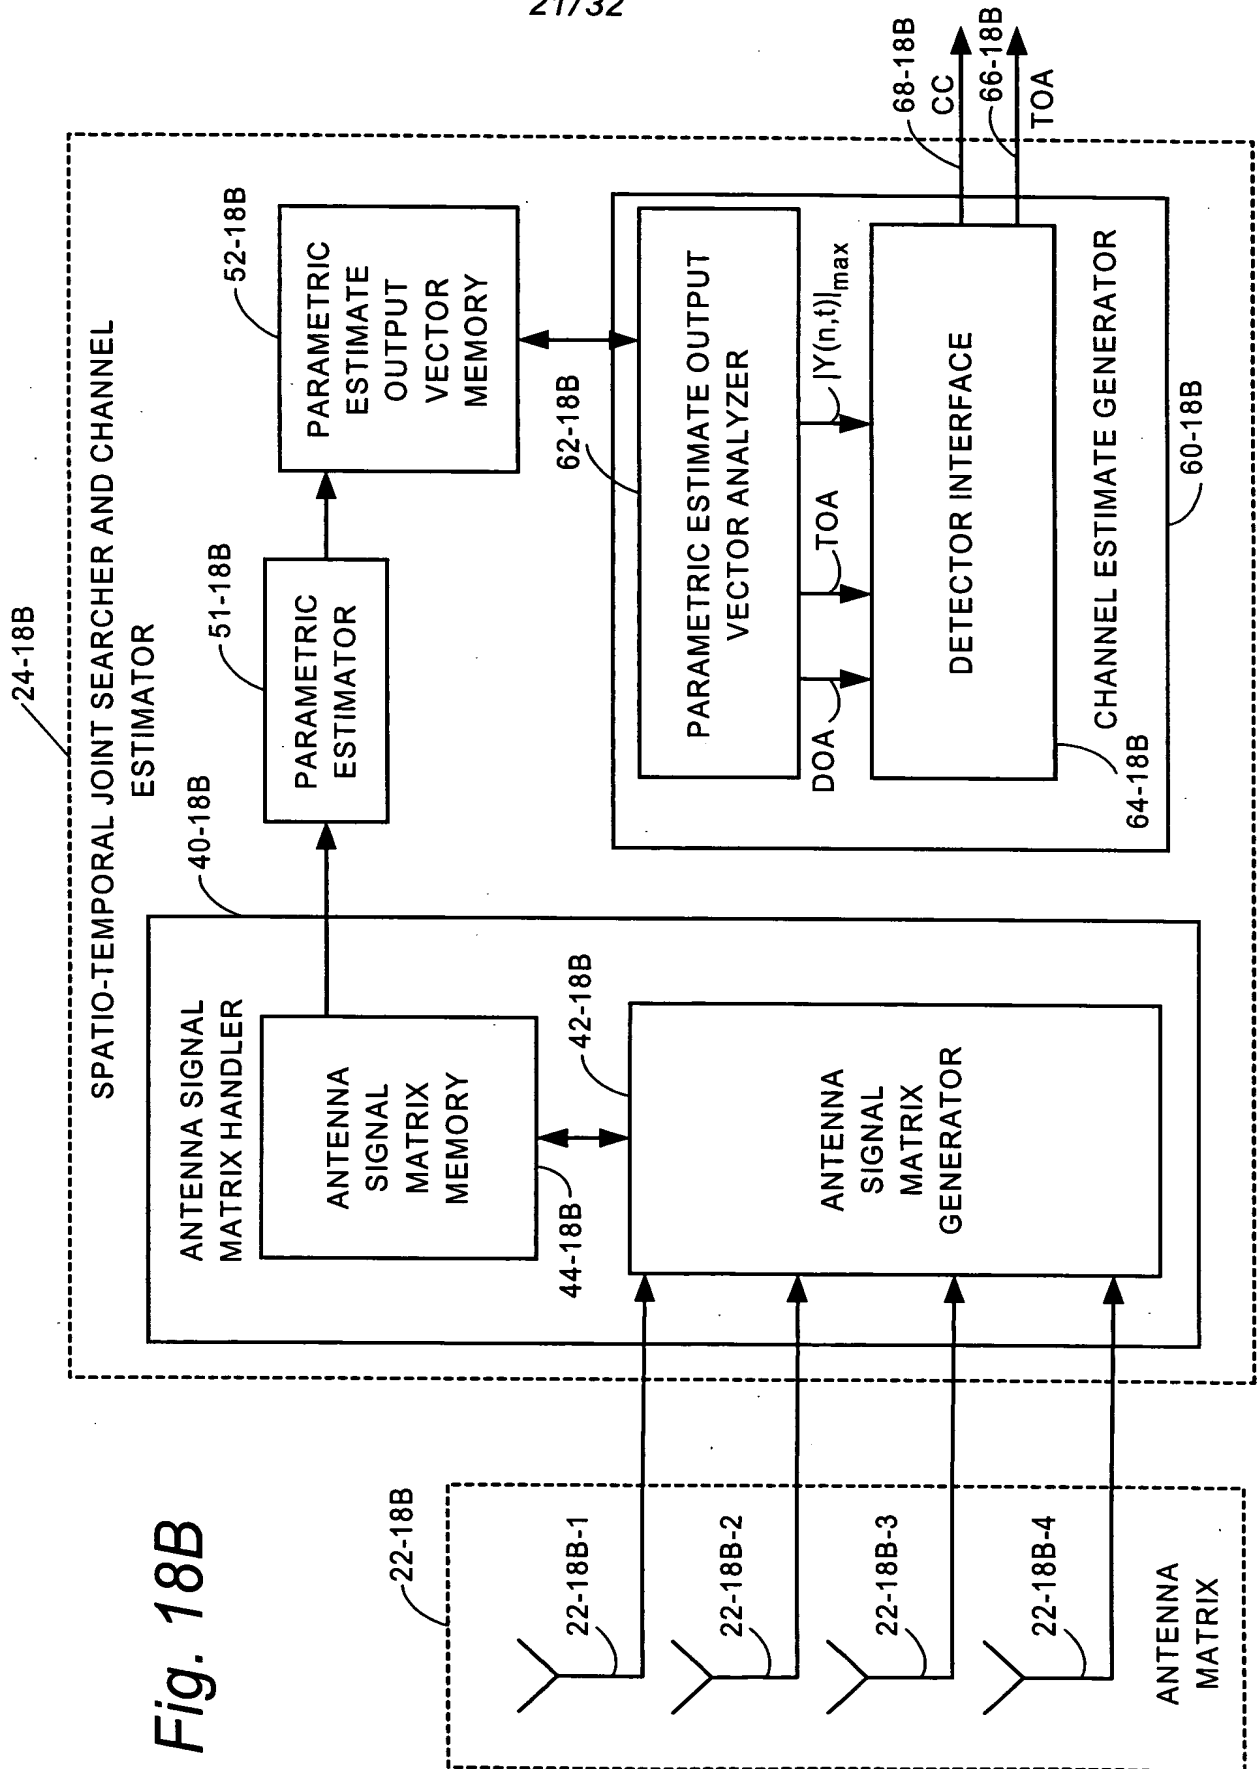 21/32
Fig. 18B
24-18B
SPATIO-TEMPORAL JOINT SEARCHER AND CHANNEL
ESTIMATOR
22-18B
22-18B-1
22-18B-2
22-18B-3
22-18B-4
ANTENNA
MATRIX
40-18B
ANTENNA SIGNAL
MATRIX HANDLER
ANTENNA
SIGNAL
MATRIX
MEMORY
44-18B
42-18B
ANTENNA
SIGNAL
MATRIX
GENERATOR
51-18B
PARAMETRIC
ESTIMATOR
52-18B
PARAMETRIC
ESTIMATE
OUTPUT
VECTOR
MEMORY
62-18B
PARAMETRIC ESTIMATE OUTPUT
VECTOR ANALYZER
DOA
TOA
|Y(n,t)|max
DETECTOR INTERFACE
64-18B
CHANNEL ESTIMATE GENERATOR
60-18B
68-18B
CC
66-18B
TOA